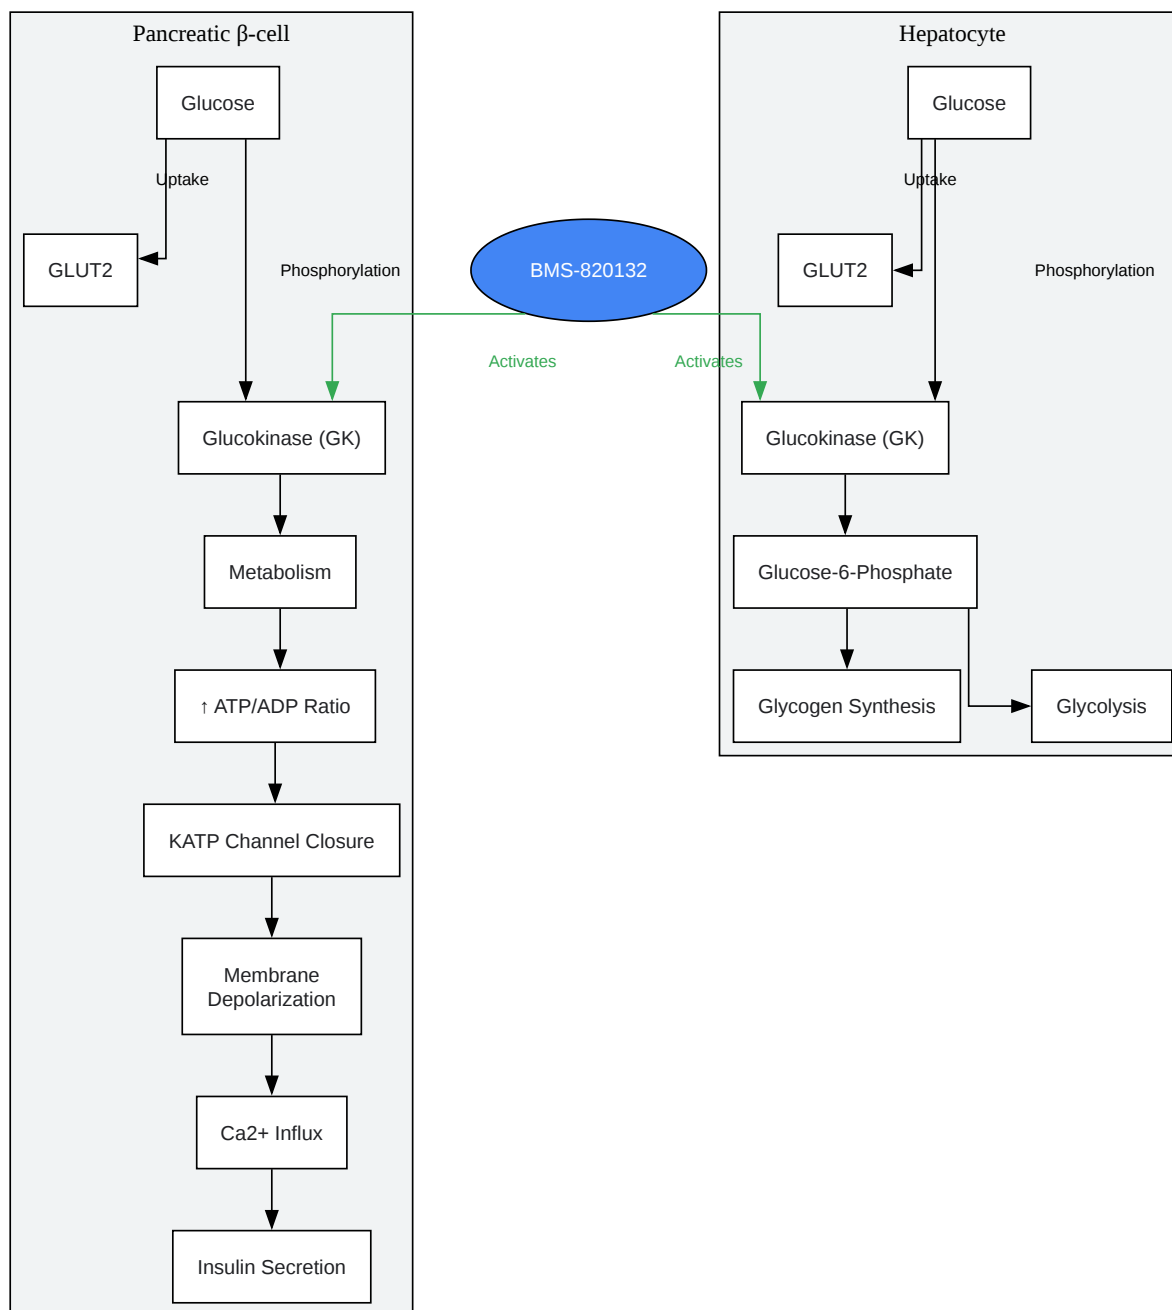 Pancreatic β-cell
Glucose
Uptake
GLUT2
Phosphorylation
Glucokinase (GK)
Metabolism
↑ ATP/ADP Ratio
KATP Channel Closure
Membrane
Depolarization
Ca2+ Influx
Insulin Secretion
BMS-820132
Activates
Activates
Hepatocyte
Glucose
Uptake
GLUT2
Phosphorylation
Glucokinase (GK)
Glucose-6-Phosphate
Glycogen Synthesis
Glycolysis